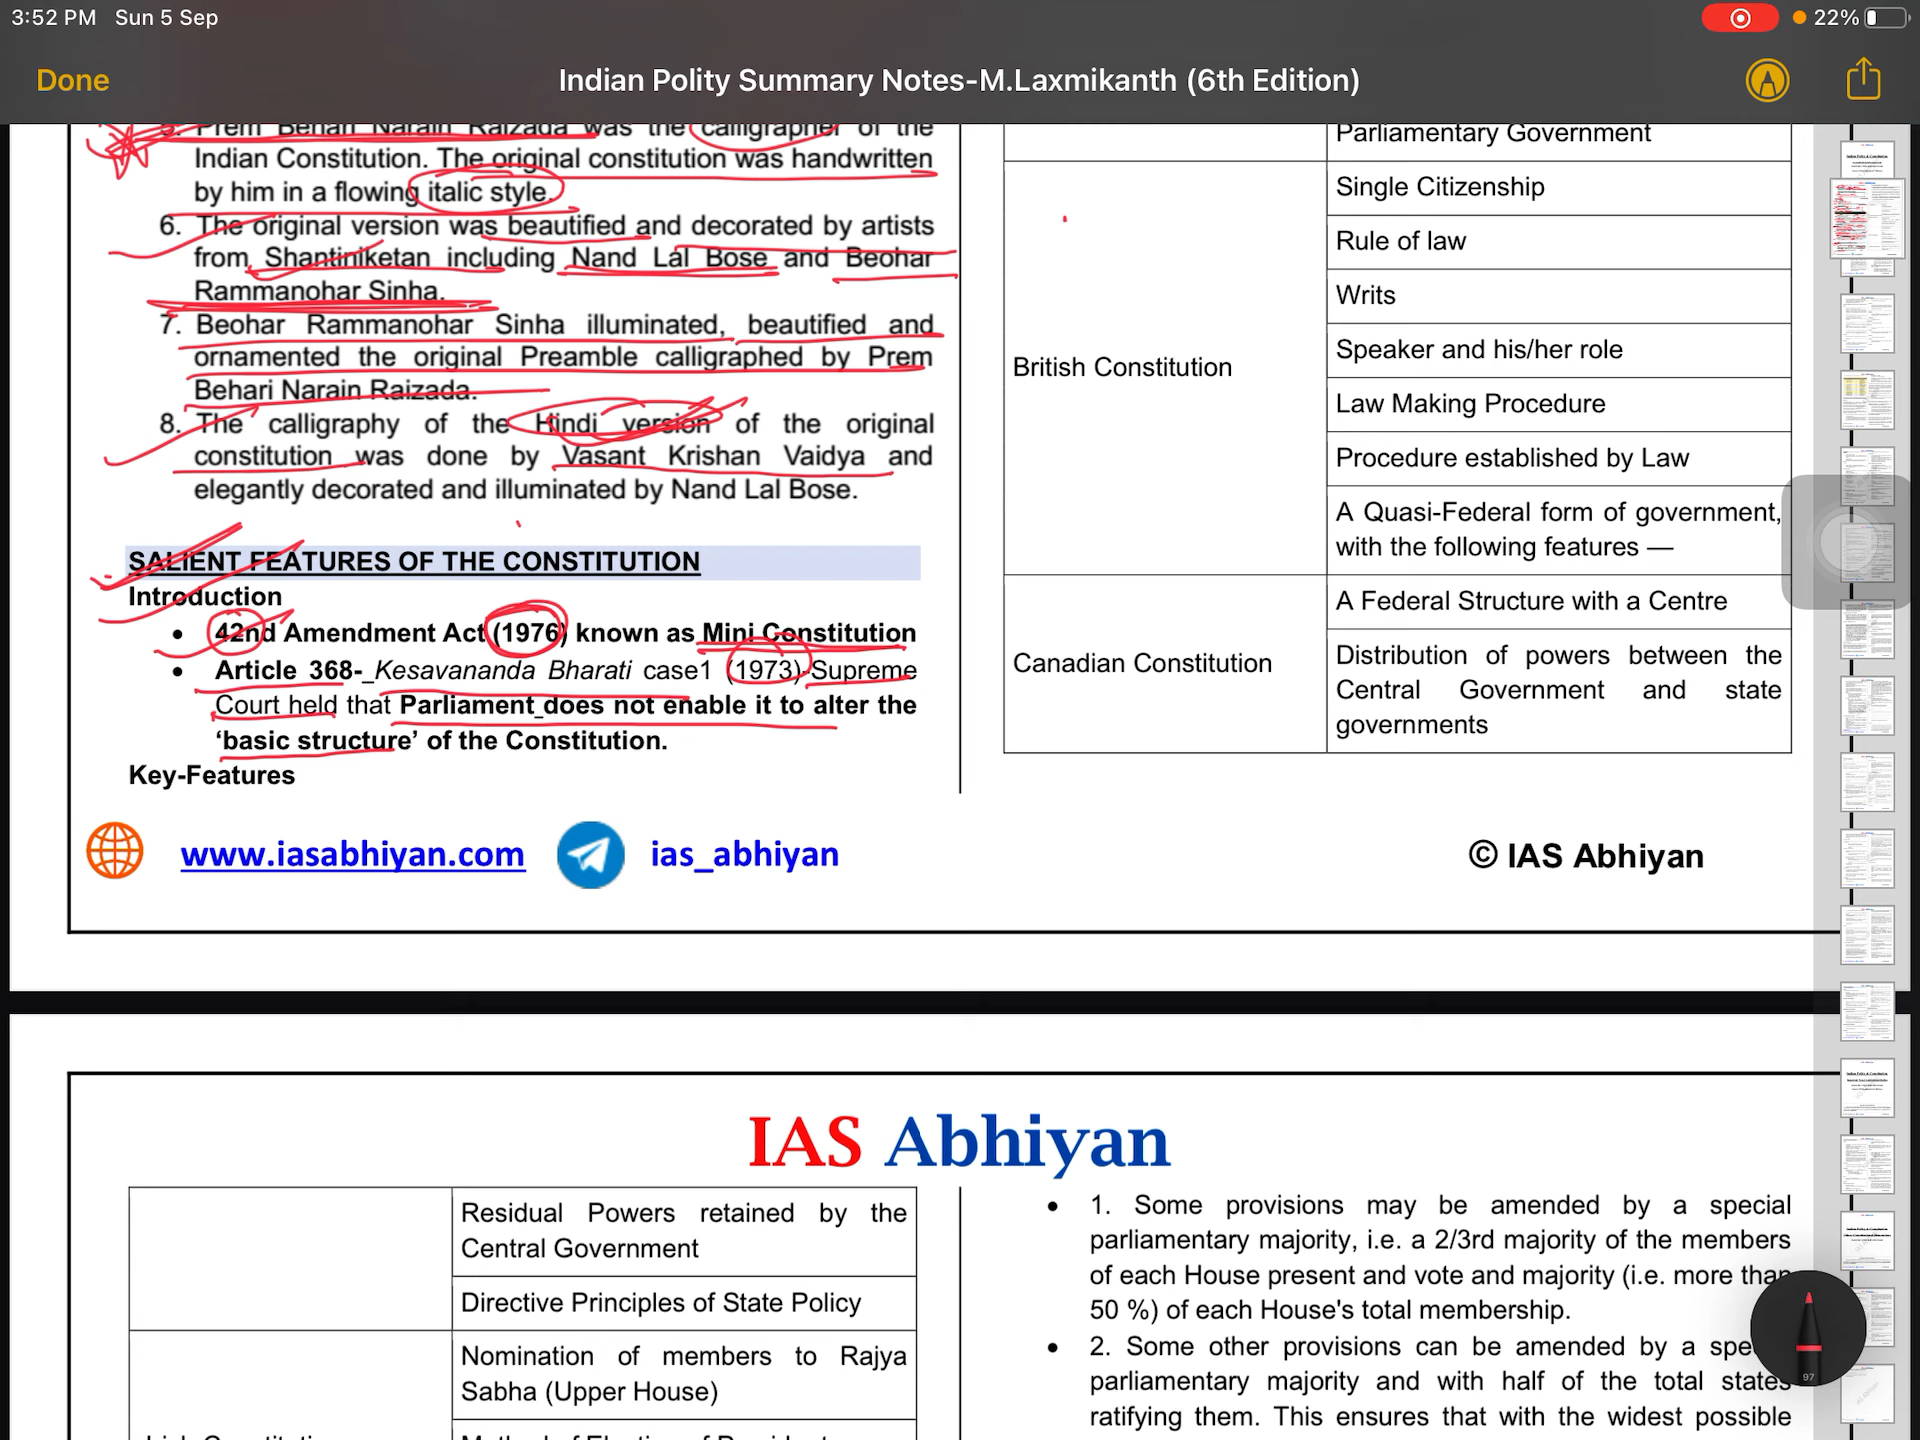 3:52 PM Sun 5 Sep
22%
Done
Indian Polity Summary Notes-M.Laxmikanth (6th Edition)
5. Prem Behari Narain Raizada was the calligrapher of the
Indian Constitution. The original constitution was handwritten
by him in a flowing italic style.
6. The original version was beautified and decorated by artists
from Shantiniketan including Nand Lal Bose and Beohar
Rammanohar Sinha.
7. Beohar Rammanohar Sinha illuminated, beautified and
ornamented the original Preamble calligraphed by Prem
Behari Narain Raizada.
8. The calligraphy of the Hindi version of the original
constitution was done by Vasant Krishan Vaidya and
elegantly decorated and illuminated by Nand Lal Bose.
SALIENT FEATURES OF THE CONSTITUTION
Introduction
• 42nd Amendment Act (1976) known as Mini Constitution
• Article 368- Kesavananda Bharati case1 (1973)-Supreme
Court held that Parliament does not enable it to alter the
‘basic structure’ of the Constitution.
Key-Features
Parliamentary Government
British Constitution
Single Citizenship
Rule of law
Writs
Speaker and his/her role
Law Making Procedure
Procedure established by Law
A Quasi-Federal form of government,
with the following features —
Canadian Constitution
A Federal Structure with a Centre
Distribution of powers between the
Central Government and state
governments
www.iasabhiyan.com
ias_abhiyan
© IAS Abhiyan
IAS Abhiyan
Residual Powers retained by the
Central Government
Directive Principles of State Policy
Nomination of members to Rajya
Sabha (Upper House)
• 1. Some provisions may be amended by a special
parliamentary majority, i.e. a 2/3rd majority of the members
of each House present and vote and majority (i.e. more than
50 %) of each House's total membership.
• 2. Some other provisions can be amended by a
parliamentary majority and with half of the total states
ratifying them. This ensures that with the widest possible
97